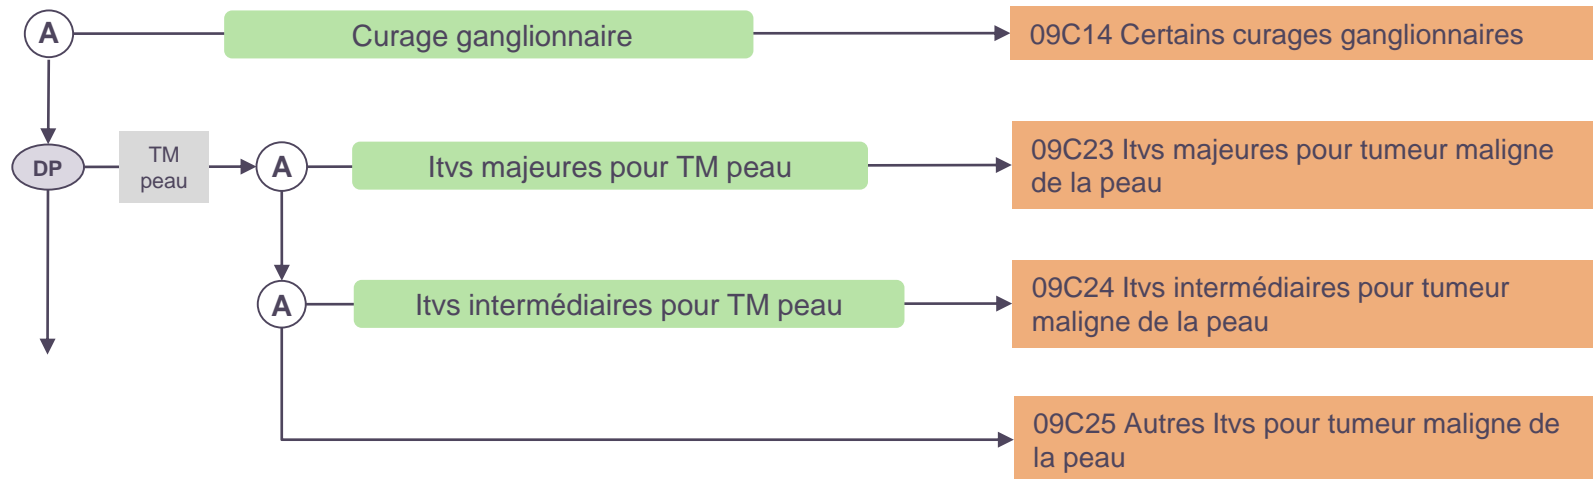 A
Curage ganglionnaire
09C14 Certains curages ganglionnaires
DP
TM
peau
A
Itvs majeures pour TM peau
09C23 Itvs majeures pour tumeur maligne
de la peau
A
Itvs intermédiaires pour TM peau
09C24 Itvs intermédiaires pour tumeur
maligne de la peau
09C25 Autres Itvs pour tumeur maligne de
la peau